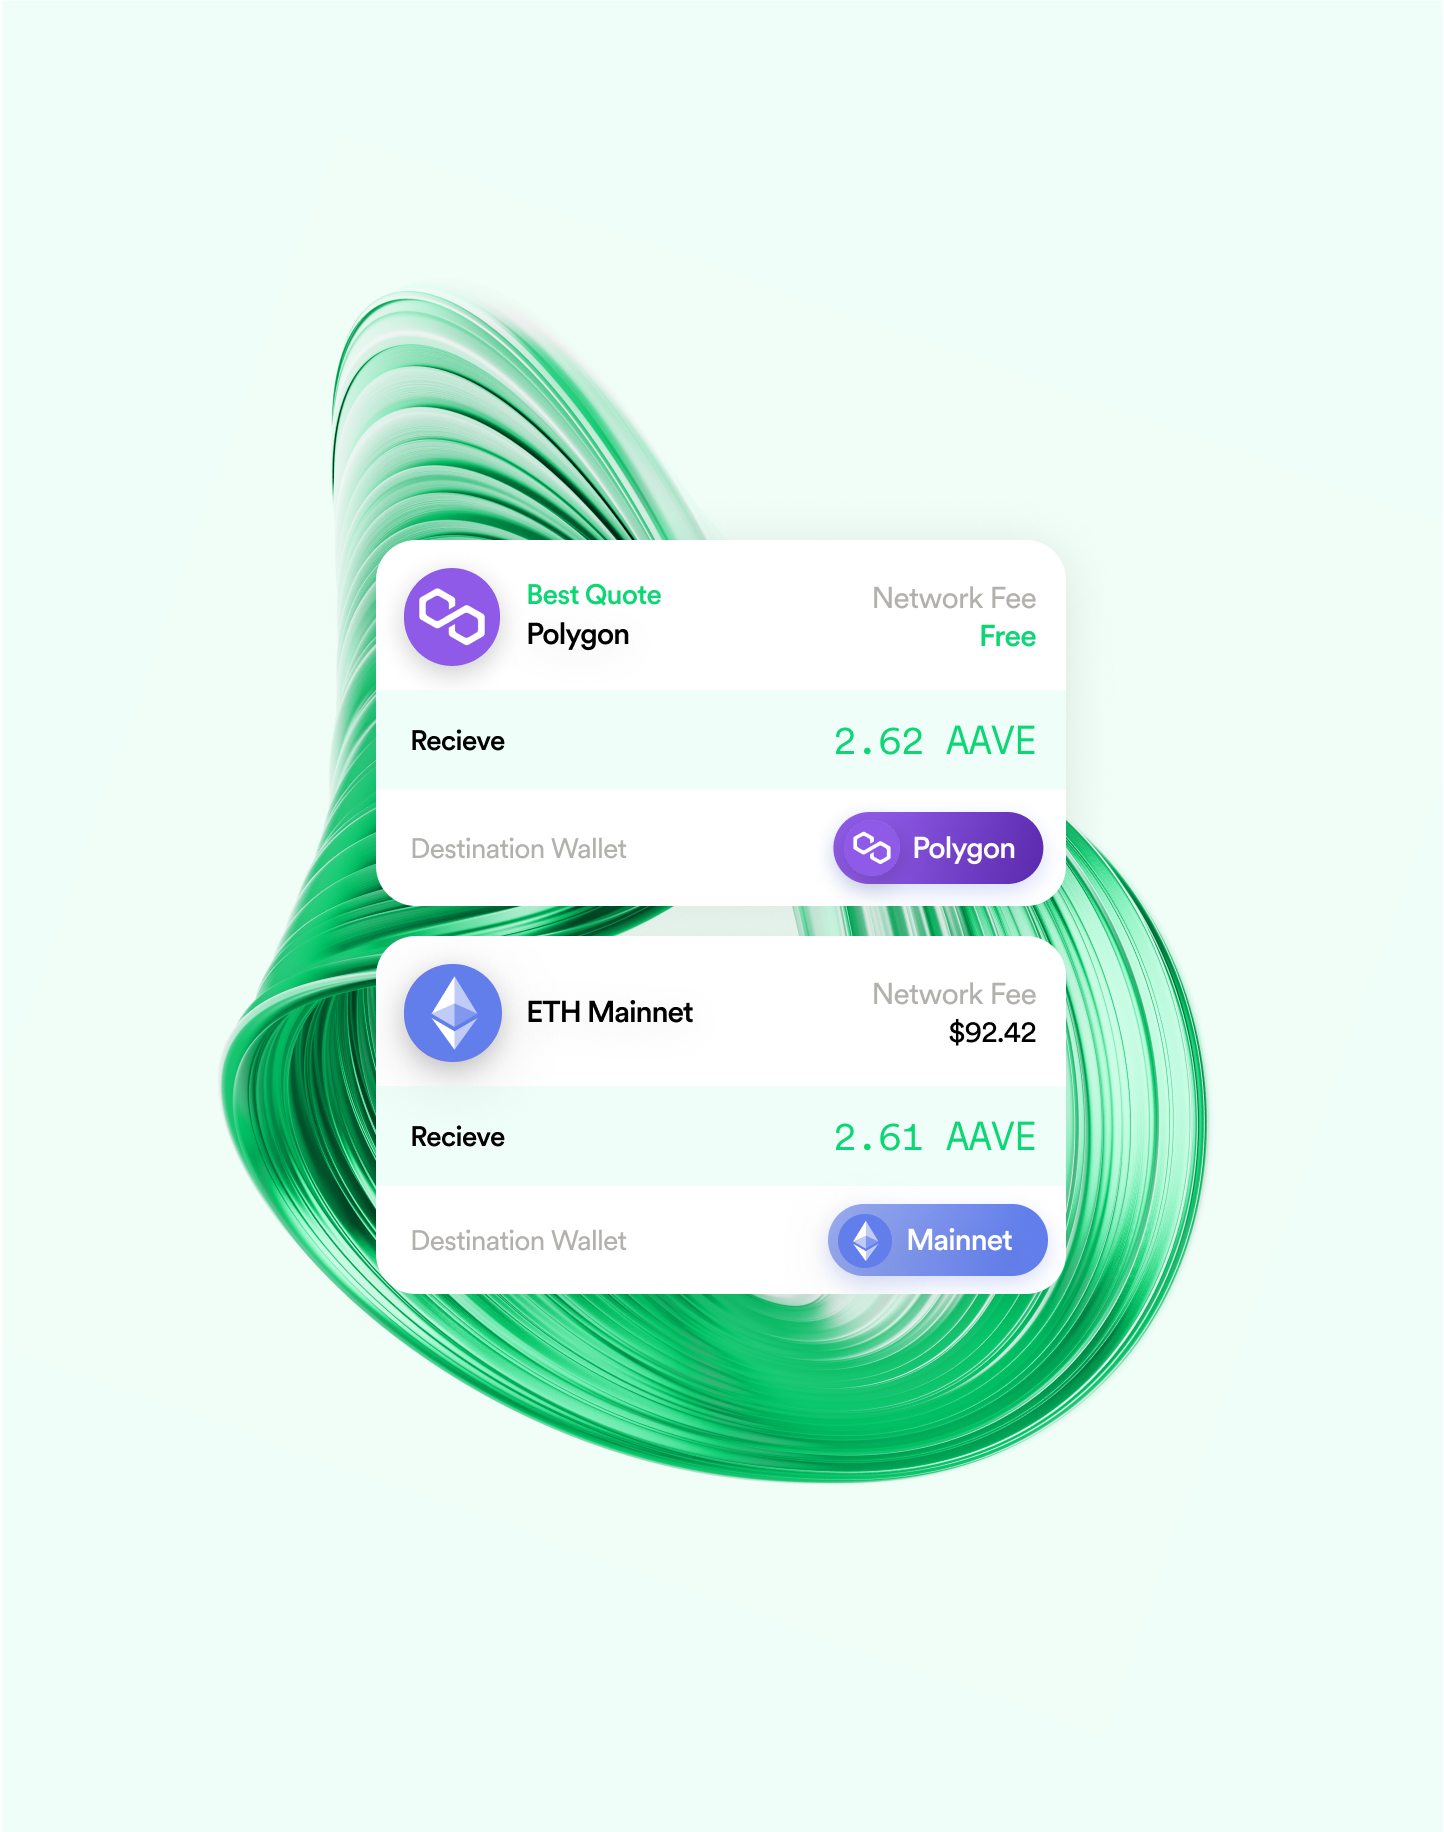 Best Quote
Polygon
Network Fee
Free
Recieve
2.62 AAVE
Destination Wallet
Polygon
ETH Mainnet
Network Fee
$92.42
Recieve
2.61 AAVE
Destination Wallet
Mainnet